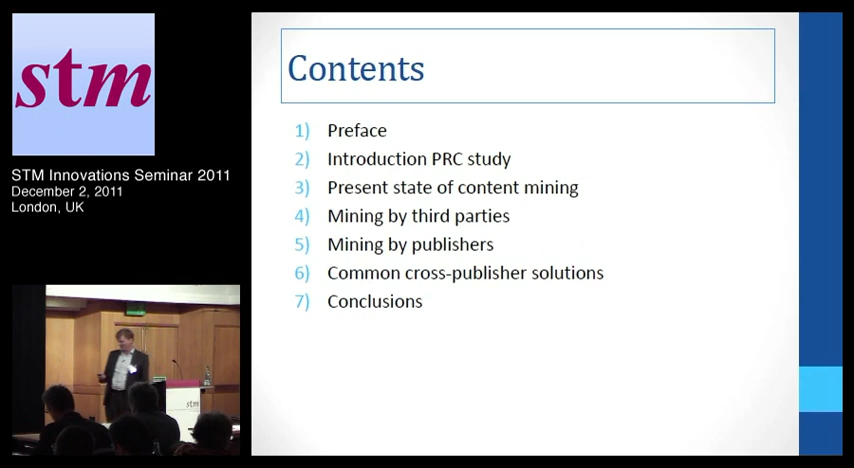 stm
STM Innovations Seminar 2011
December 2, 2011
London, UK
stm
Contents
1) Preface
2) Introduction PRC study
3) Present state of content mining
4) Mining by third parties
5) Mining by publishers
6) Common cross-publisher solutions
7) Conclusions